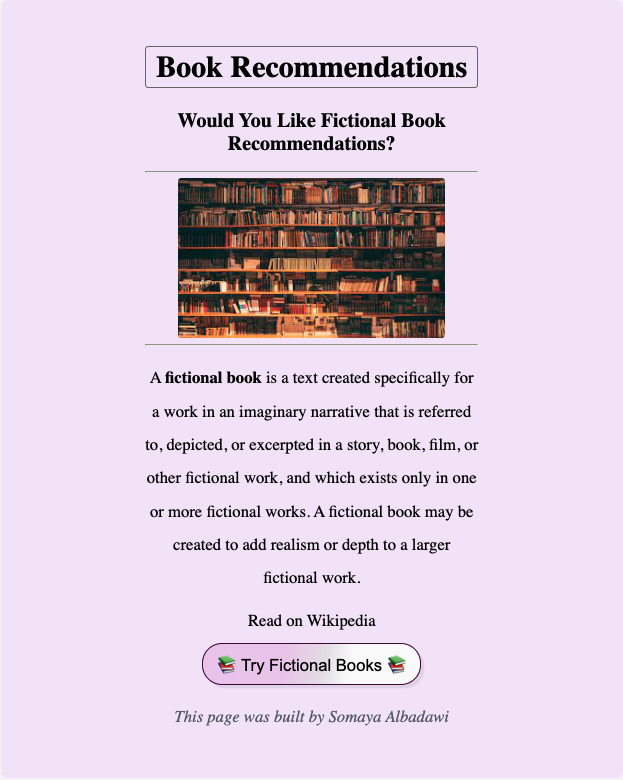 Book Recommendations
Would You Like Fictional Book
Recommendations?
A fictional book is a text created specifically for
a work in an imaginary narrative that is referred
to, depicted, or excerpted in a story, book, film, or
other fictional work, and which exists only in one
or more fictional works. A fictional book may be
created to add realism or depth to a larger
fictional work.
Read on Wikipedia
📚 Try Fictional Books 📚
This page was built by Somaya Albadawi